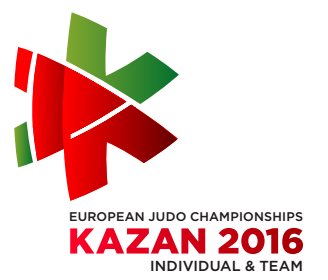 EUROPEAN JUDO CHAMPIONSHIPS
KAZAN 2016
INDIVIDUAL & TEAM